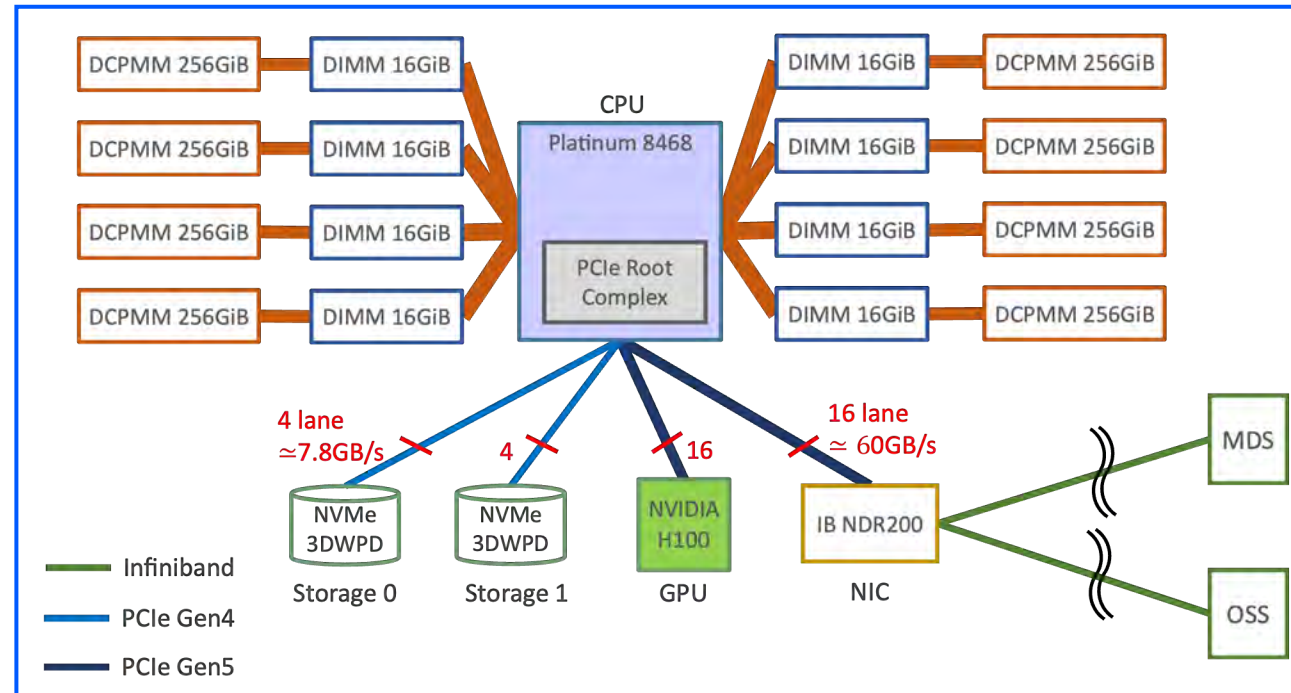 DCPMM 256GiB
DIMM 16GiB
DIMM 16GiB
DCPMM 256GiB
CPU
DCPMM 256GiB
DIMM 16GiB
Platinum 8468
DIMM 16GiB
DCPMM 256GiB
DCPMM 256GiB
DIMM 16GiB
DIMM 16GiB
DCPMM 256GiB
PCIe Root
Complex
DCPMM 256GiB
DIMM 16GiB
DIMM 16GiB
DCPMM 256GiB
4 lane
≃7.8GB/s
4
16
16 lane
≃ 60GB/s
MDS
NVMe
3DWPD
NVMe
3DWPD
NVIDIA
H100
IB NDR200
Storage 0
Storage 1
GPU
NIC
OSS
Infiniband
PCIe Gen4
PCIe Gen5